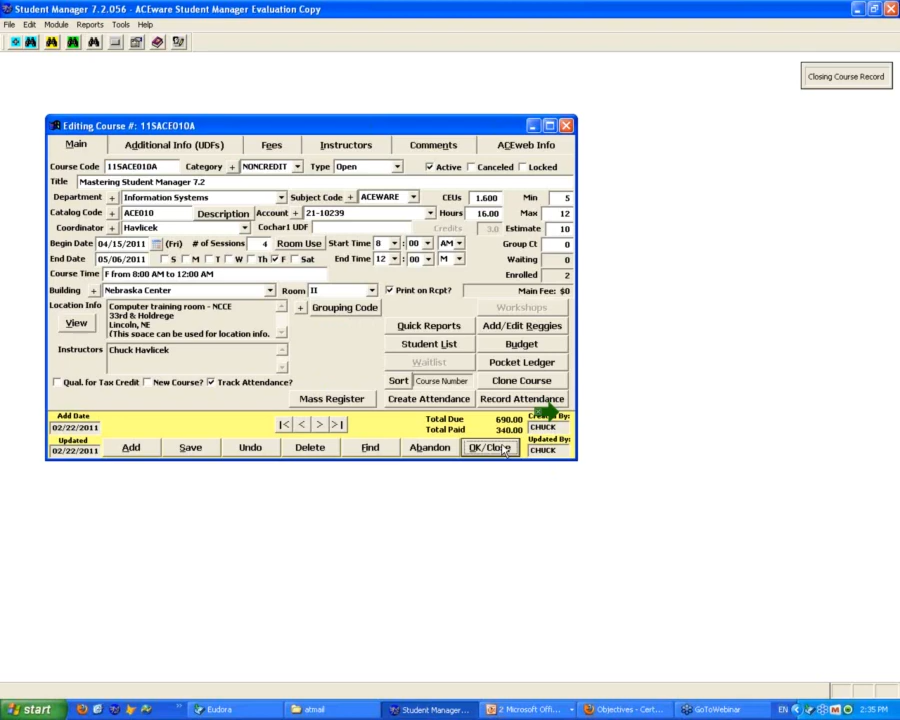 Student Manager 7.2.056 - ACEware Student Manager Evaluation Copy
File Edit Module Reports Tools Help
Closing Course Record
Editing Course #: 11SACE010A
Main Additional Info (UDFs) Fees Instructors Comments ACEweb Info
Course Code 11SACE010A Category + NONCREDIT Type Open Active Canceled Locked
Title Mastering Student Manager 7.2
Department + Information Systems Subject Code + ACEWARE CEUs 1.600 Min 5
Catalog Code + ACE010 Description Account + 21-10239 Hours 16.00 Max 12
Coordinator + Havlicek Cochar1 UDF Credits 3.0 Estimate 10
Begin Date 04/15/2011 (Fri) # of Sessions 4 Room Use Start Time 8 : 00 AM Group Ct 0
End Date 05/06/2011 S M T W Th F Sat End Time 12 : 00 M Waiting 0
Course Time F from 8:00 AM to 12:00 AM Enrolled 2
Building + Nebraska Center Room II Print on Rcpt? Main Fee: $0
Location Info Computer training room - NCCE + Grouping Code Workshops
33rd & Holdrege
View Lincoln, NE Quick Reports Add/Edit Reggies
(This space can be used for location info.
Instructors Chuck Havlicek Student List Budget
Waitlist Pocket Ledger
Qual. for Tax Credit New Course? Track Attendance? Sort Course Number Clone Course
Mass Register Create Attendance Record Attendance
Add Date Total Due 690.00 Created By:
02/22/2011 |< < > >| Total Paid 340.00 CHUCK
Updated Updated By:
02/22/2011 Add Save Undo Delete Find Abandon OK/Close CHUCK
start Eudora atmail Student Manager... 2 Microsoft Offi... Objectives - Cert... GoToWebinar EN 2:35 PM